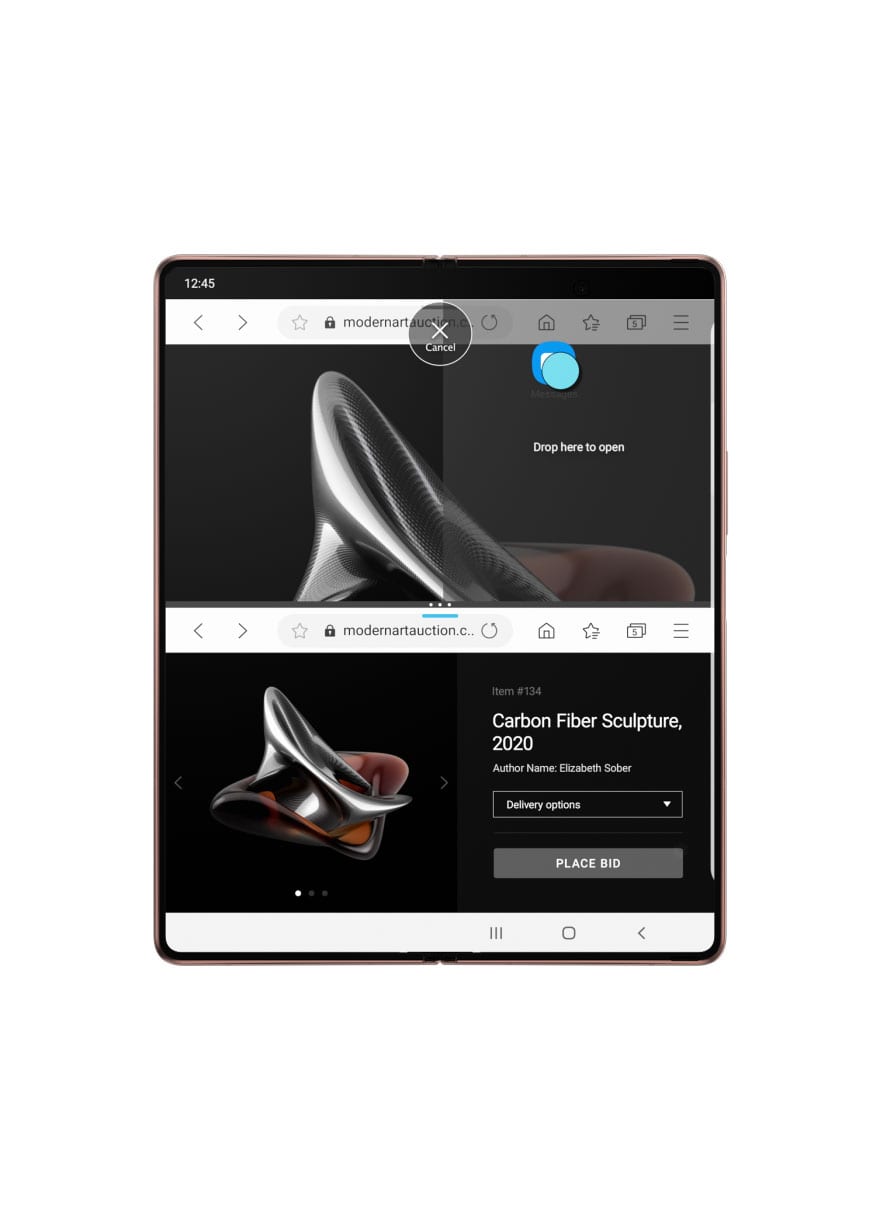 12:45
modernartauction.c..
5
Cancel
Messages
Drop here to open
modernartauction.c..
5
Item #134
Carbon Fiber Sculpture,
2020
Author Name: Elizabeth Sober
Delivery options
PLACE BID